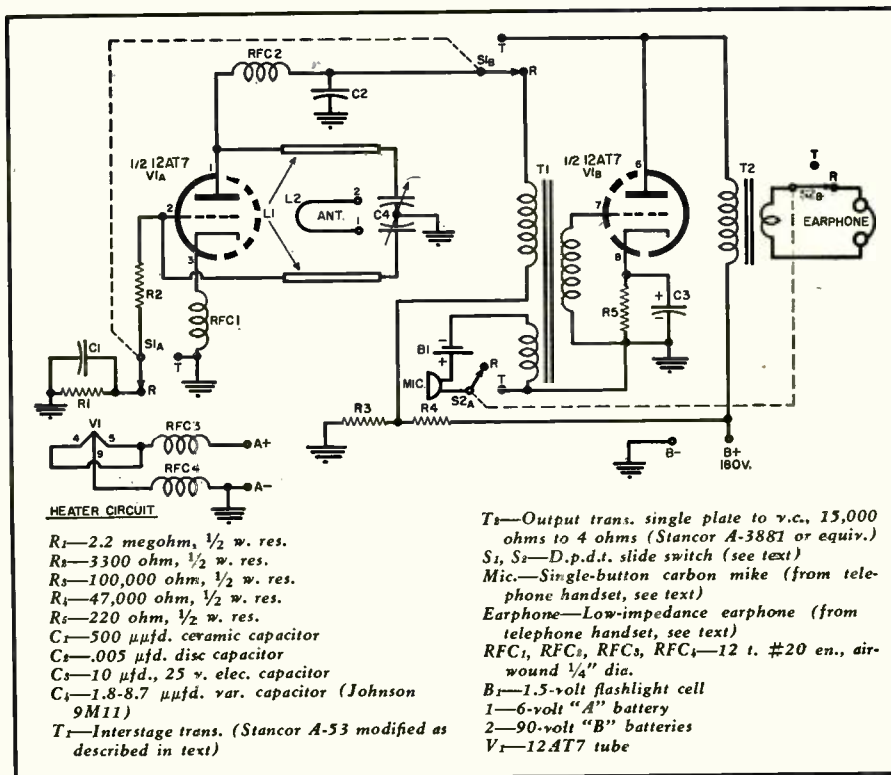 RFC2
S1B
T
R
C2
1/2 12AT7
V1A
1
2
3
L1
L2
2
ANT.
1
C4
T1
1/2 12AT7
V1B
6
7
8
T2
T
R
EARPHONE
R2
RFC1
R5
+
-
C3
C1
S1A
T
R
R1
B1
-
+
MIC.
R
S2A
T
R3
R4
B-
B+
180V.
V1
4
5
9
RFC3
A+
RFC4
A-
HEATER CIRCUIT
R1—2.2 megohm, 1/2 w. res.
R2—3300 ohm, 1/2 w. res.
R3—100,000 ohm, 1/2 w. res.
R4—47,000 ohm, 1/2 w. res.
R5—220 ohm, 1/2 w. res.
C1—500 μμfd. ceramic capacitor
C2—.005 μfd. disc capacitor
C3—10 μfd., 25 v. elec. capacitor
C4—1.8-8.7 μμfd. var. capacitor (Johnson
9M11)
T1—Interstage trans. (Stancor A-53 modified as
described in text)
T2—Output trans. single plate to v.c., 15,000
ohms to 4 ohms (Stancor A-3881 or equiv.)
S1, S2—D.p.d.t. slide switch (see text)
Mic.—Single-button carbon mike (from tele-
phone handset, see text)
Earphone—Low-impedance earphone (from
telephone handset, see text)
RFC1, RFC2, RFC3, RFC4—12 t. #20 en., air-
wound 1/4" dia.
B1—1.5-volt flashlight cell
1—6-volt "A" battery
2—90-volt "B" batteries
V1—12AT7 tube